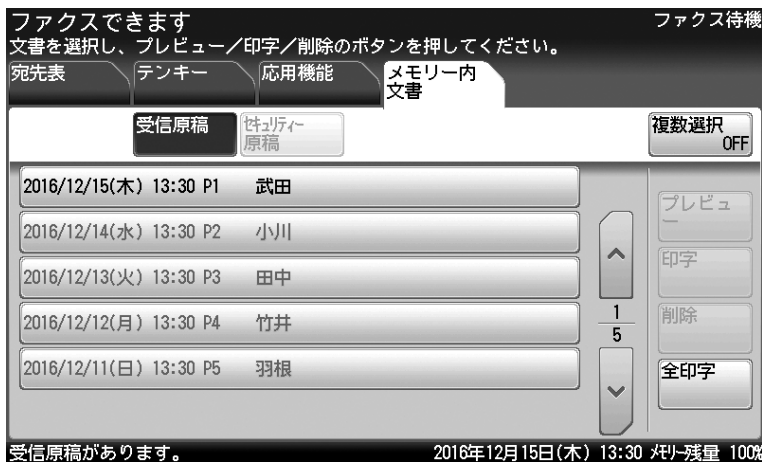 ファクスできます ファクス待機
文書を選択し、プレビュー／印字／削除のボタンを押してください。
宛先表 テンキー 応用機能 メモリー内
文書
受信原稿 ｾｷｭﾘﾃｨｰ
原稿 複数選択
OFF
2016/12/15(木) 13:30 P1 武田
2016/12/14(水) 13:30 P2 小川
2016/12/13(火) 13:30 P3 田中
2016/12/12(月) 13:30 P4 竹井
2016/12/11(日) 13:30 P5 羽根
1
5
プレビュ
ー
印字
削除
全印字
受信原稿があります。 2016年12月15日(木) 13:30 ﾒﾓﾘｰ残量 100%